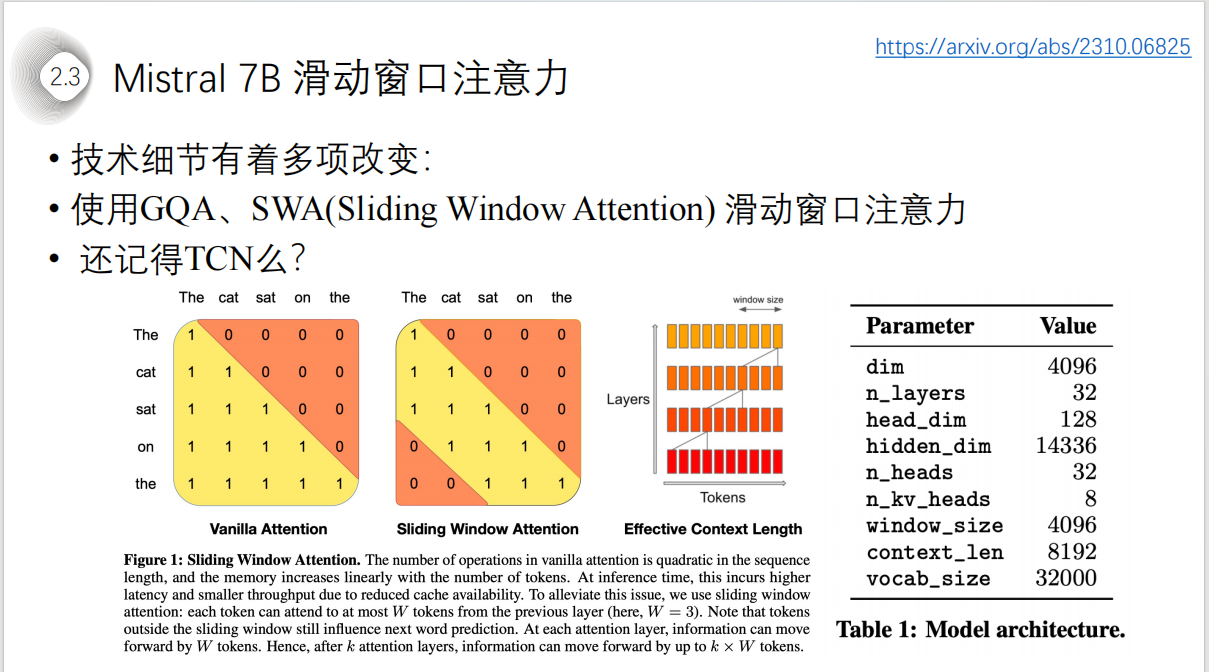 https://arxiv.org/abs/2310.06825
2.3 Mistral 7B 滑动窗口注意力
• 技术细节有着多项改变：
• 使用GQA、SWA(Sliding Window Attention) 滑动窗口注意力
• 还记得TCN么？
The cat sat on the
The 1 0 0 0 0
cat 1 1 0 0 0
sat 1 1 1 0 0
on 1 1 1 1 0
the 1 1 1 1 1
Vanilla Attention
The cat sat on the
1 0 0 0 0
1 1 0 0 0
1 1 1 0 0
0 1 1 1 0
0 0 1 1 1
Sliding Window Attention
window size
Layers
Tokens
Effective Context Length
Figure 1: Sliding Window Attention. The number of operations in vanilla attention is quadratic in the sequence
length, and the memory increases linearly with the number of tokens. At inference time, this incurs higher
latency and smaller throughput due to reduced cache availability. To alleviate this issue, we use sliding window
attention: each token can attend to at most W tokens from the previous layer (here, W = 3). Note that tokens
outside the sliding window still influence next word prediction. At each attention layer, information can move
forward by W tokens. Hence, after k attention layers, information can move forward by up to k × W tokens.
Parameter Value
dim 4096
n_layers 32
head_dim 128
hidden_dim 14336
n_heads 32
n_kv_heads 8
window_size 4096
context_len 8192
vocab_size 32000
Table 1: Model architecture.